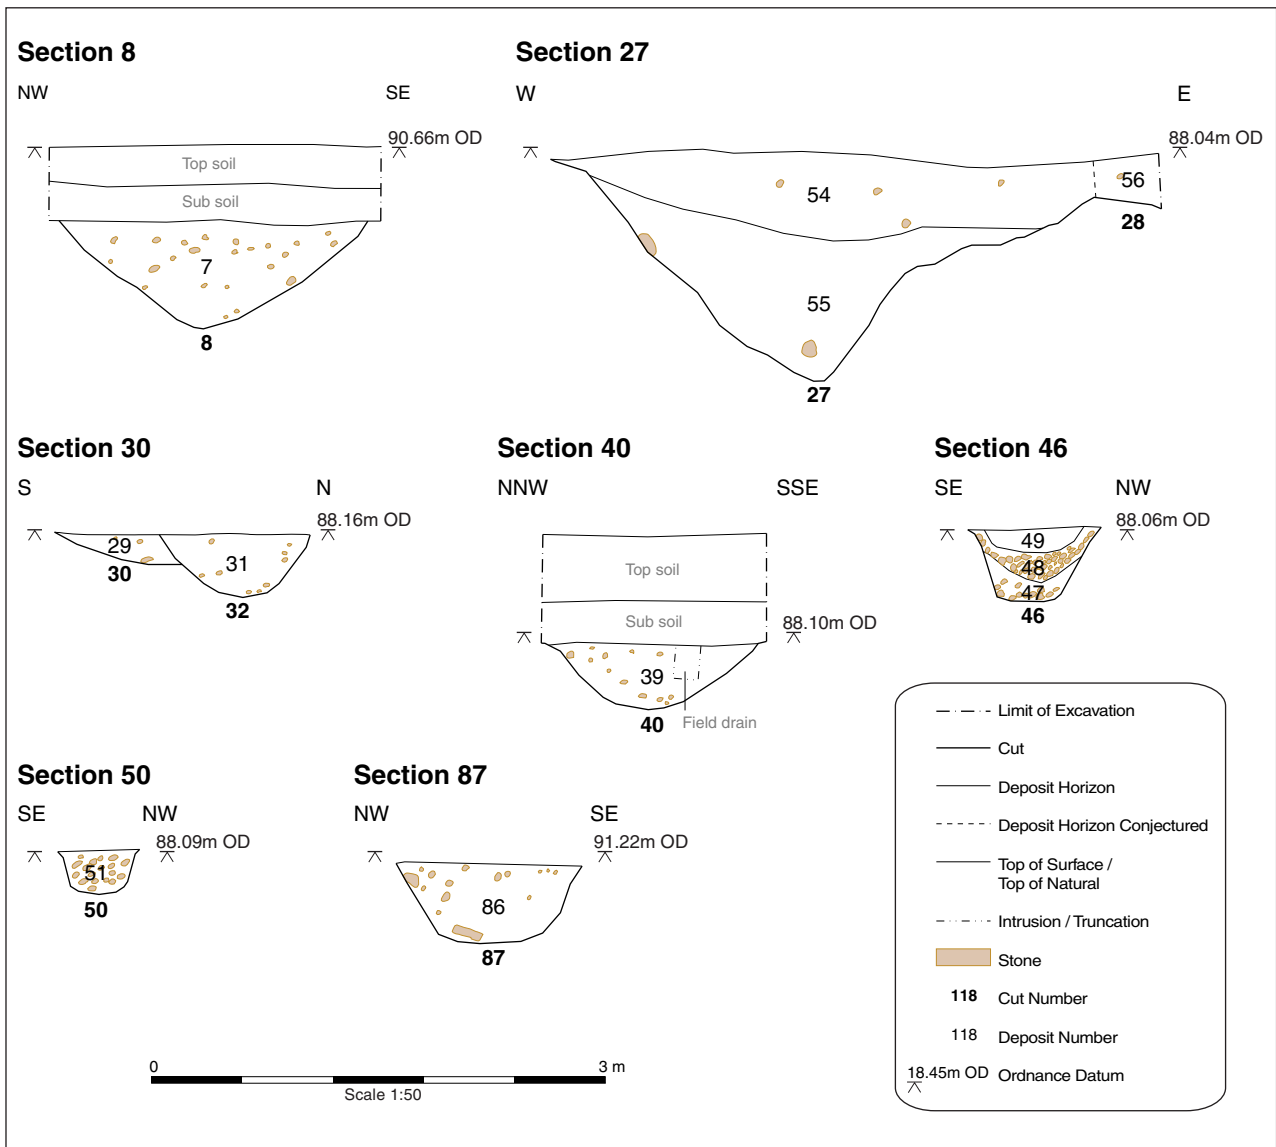 Section 8
NW
SE
90.66m OD
Top soil
Sub soil
7
8
Section 27
W
E
88.04m OD
54
56
28
55
27
Section 30
S
N
88.16m OD
29
30
31
32
Section 40
NNW
SSE
Top soil
Sub soil
88.10m OD
39
40
Field drain
Section 46
SE
NW
88.06m OD
49
48
47
46
Section 50
SE
NW
88.09m OD
51
50
Section 87
NW
SE
91.22m OD
86
87
Limit of Excavation
Cut
Deposit Horizon
Deposit Horizon Conjectured
Top of Surface /
Top of Natural
Intrusion / Truncation
Stone
118 Cut Number
118 Deposit Number
18.45m OD Ordnance Datum
0
3 m
Scale 1:50